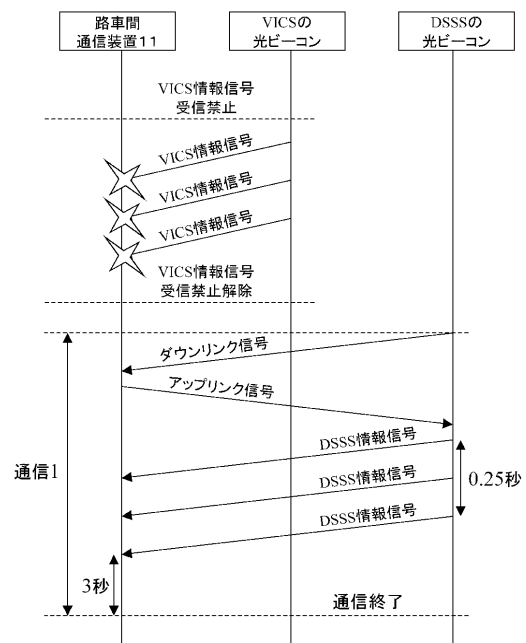 路車間
通信装置11
VICSの
光ビーコン
DSSSの
光ビーコン
VICS情報信号
受信禁止
VICS情報信号
VICS情報信号
VICS情報信号
VICS情報信号
受信禁止解除
ダウンリンク信号
アップリンク信号
DSSS情報信号
DSSS情報信号
DSSS情報信号
通信1
0.25秒
3秒
通信終了